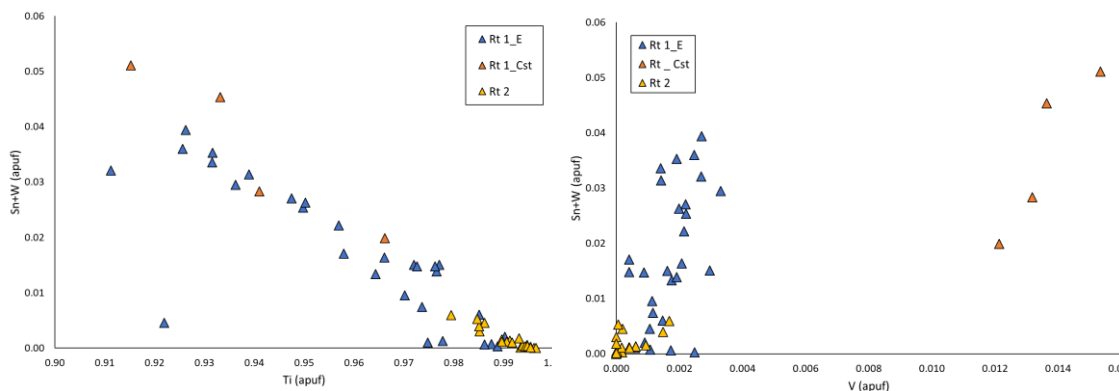 0.06
0.05
0.04
0.03
0.02
0.01
0.00
Sn+W (apuf)
0.90 0.91 0.92 0.93 0.94 0.95 0.96 0.97 0.98 0.99 1.
Ti (apuf)
Rt 1_E
Rt 1_Cst
Rt 2
0.06
0.05
0.04
0.03
0.02
0.01
0.00
Sn+W (apuf)
0.000 0.002 0.004 0.006 0.008 0.010 0.012 0.014 0.01
V (apuf)
Rt 1_E
Rt _ Cst
Rt 2